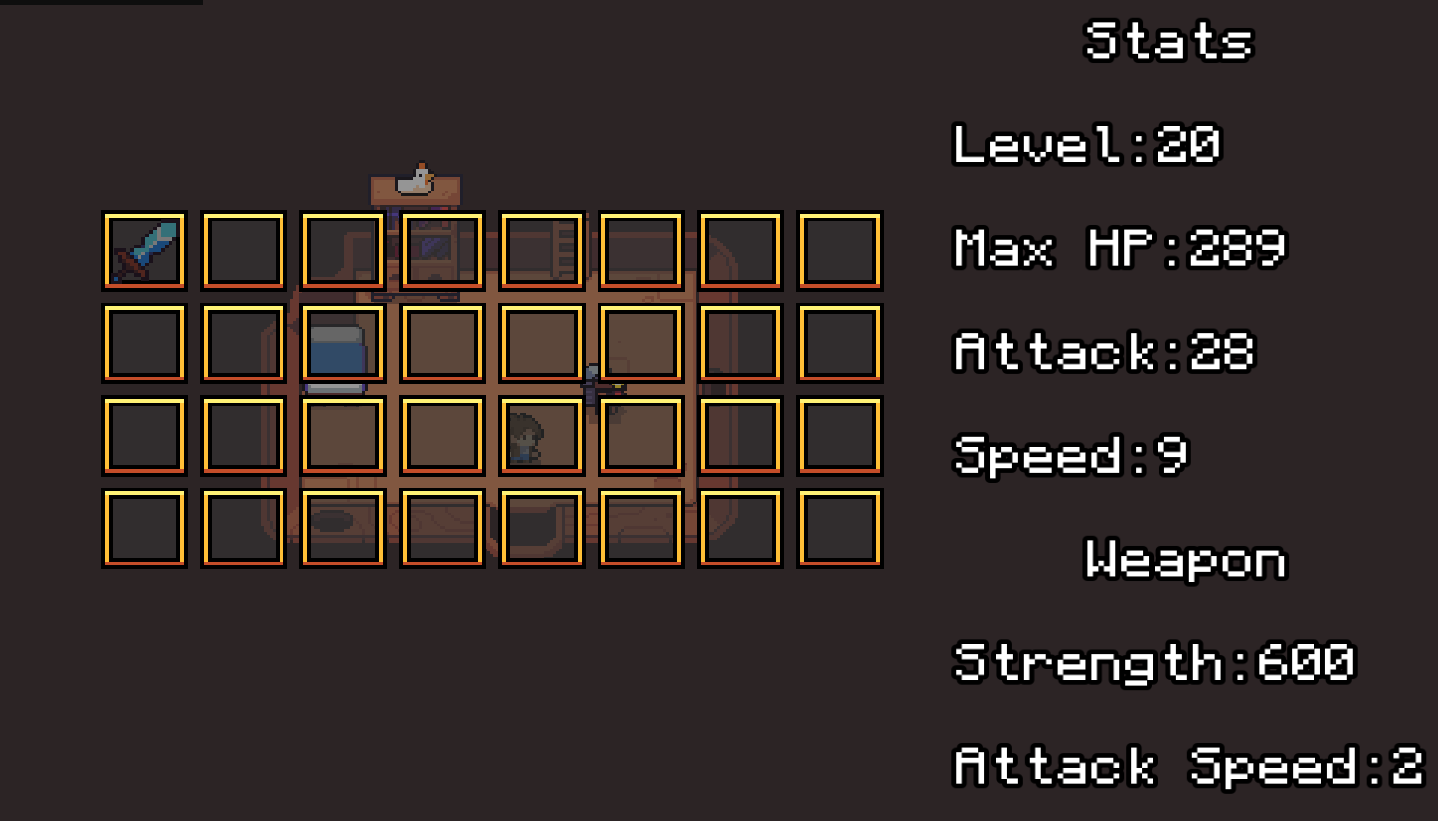 Stats
Level:20
Max HP:289
Attack:28
Speed:9
Weapon
Strength:600
Attack Speed:2